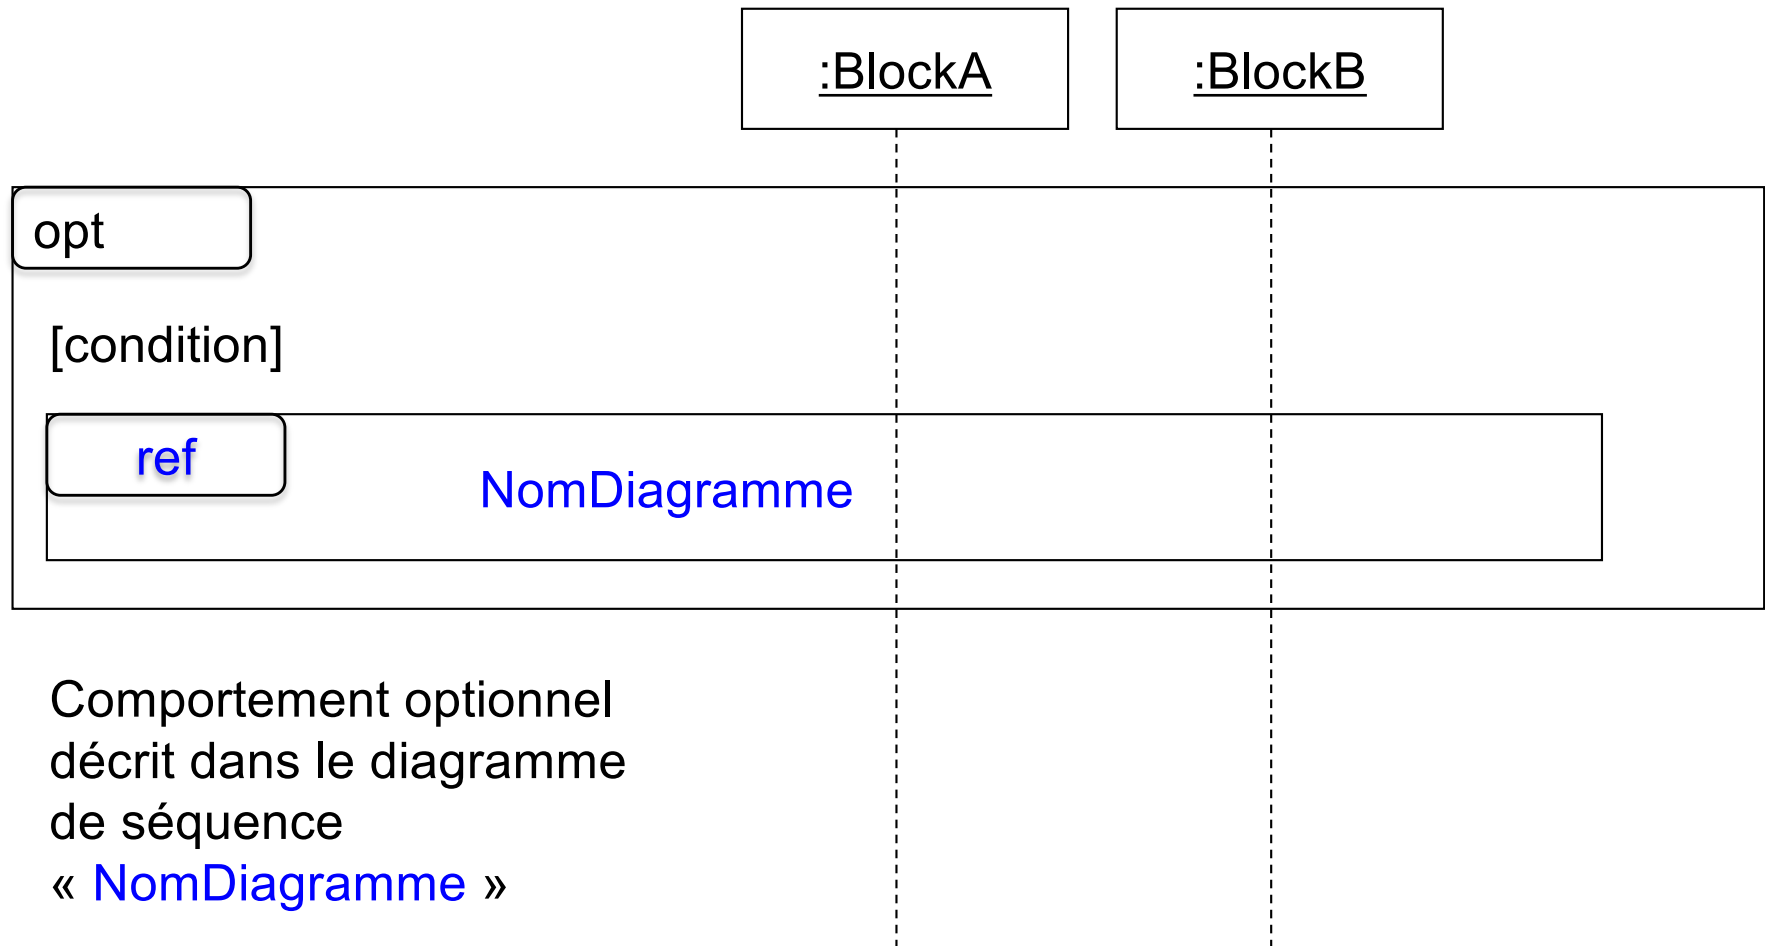 :BlockA
:BlockB
opt
[condition]
ref
NomDiagramme
Comportement optionnel
décrit dans le diagramme
de séquence
« NomDiagramme »